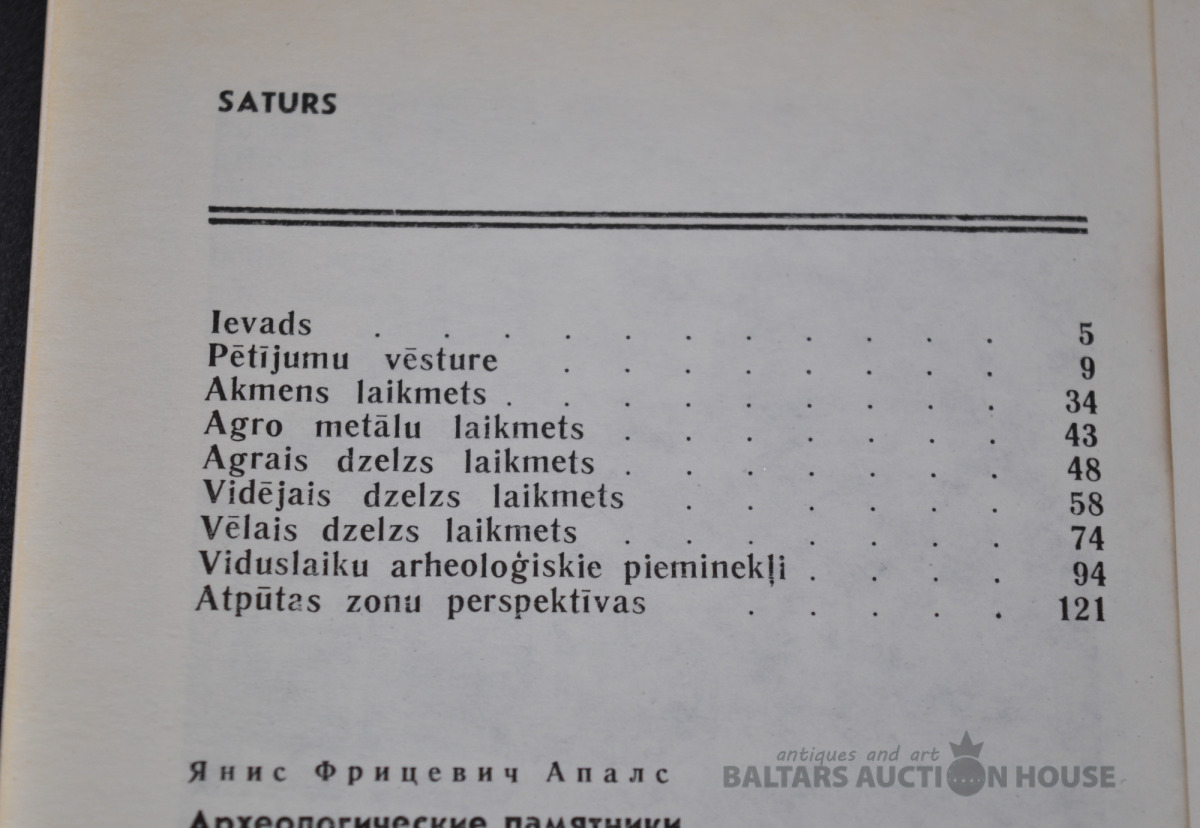 SATURS
Ievads . . . . . . . . . . . 5
Pētījumu vēsture . . . . . . . . 9
Akmens laikmets . . . . . . . . . 34
Agro metālu laikmets . . . . . . . 43
Agrais dzelzs laikmets . . . . . . . 48
Vidējais dzelzs laikmets . . . . . . 58
Vēlais dzelzs laikmets . . . . . . . 74
Viduslaiku arheoloģiskie pieminekļi . . . . 94
Atpūtas zonu perspektīvas . . . . . 121
Янис Фрицевич Апалс
Археологические памятники
antiques and art
BALTARS AUCTION HOUSE